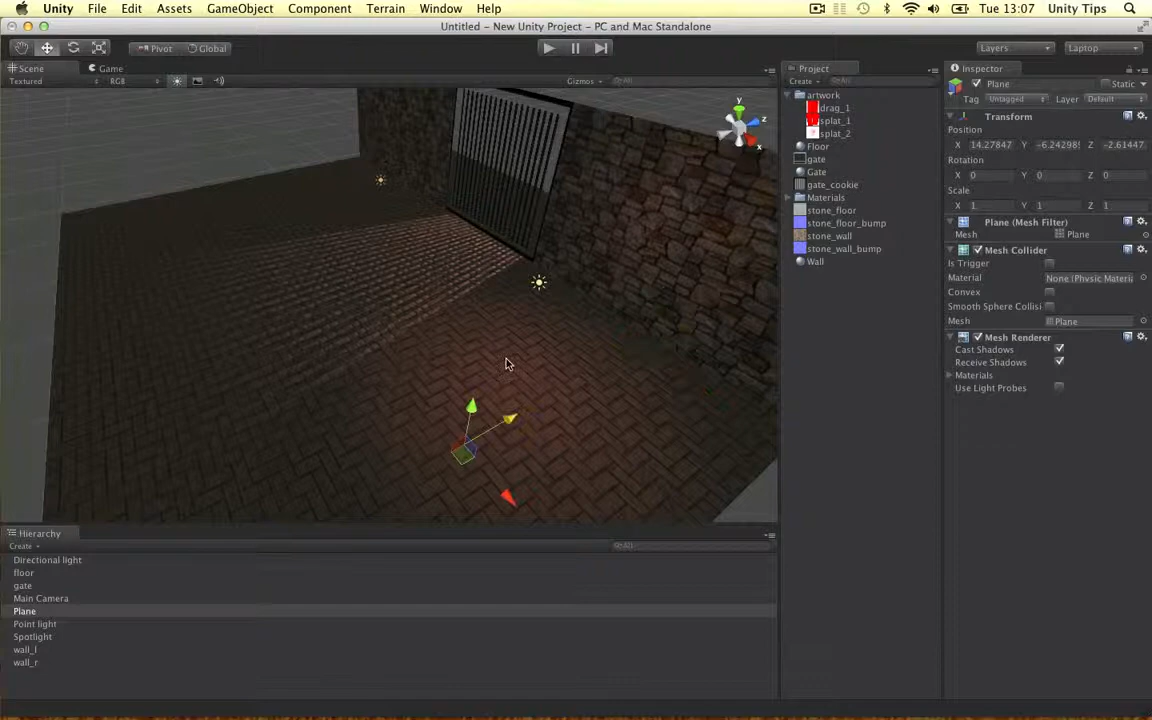 Unity File Edit Assets GameObject Component Terrain Window Help Tue 13:07 Unity Tips
Untitled – New Unity Project – PC and Mac Standalone
Pivot Global Layers Laptop
Scene Game Project Inspector
Textured RGB Gizmos All Create All
Plane Static
Tag Untagged Layer Default
artwork
drag_1
splat_1
splat_2
Floor
gate
Gate
gate_cookie
Materials
stone_floor
stone_floor_bump
stone_wall
stone_wall_bump
Wall
Transform
Position
X 14.27847 Y -6.24298 Z -2.61447
Rotation
X 0 Y 0 Z 0
Scale
X 1 Y 1 Z 1
Plane (Mesh Filter)
Mesh Plane
Mesh Collider
Is Trigger
Material None (Physic Materia
Convex
Smooth Sphere Collisi
Mesh Plane
Mesh Renderer
Cast Shadows
Receive Shadows
Materials
Use Light Probes
y
z
x
Hierarchy
Create All
Directional light
floor
gate
Main Camera
Plane
Point light
Spotlight
wall_l
wall_r